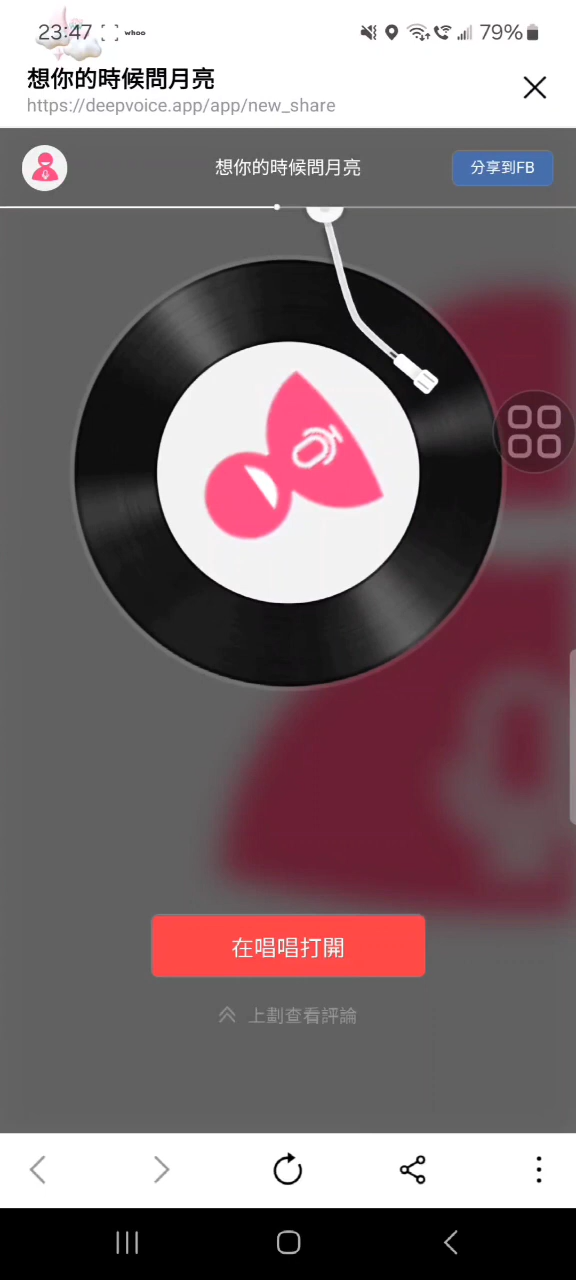 23:47 whoo 79%
想你的時候問月亮
https://deepvoice.app/app/new_share
想你的時候問月亮
分享到FB
在唱唱打開
上劃查看評論